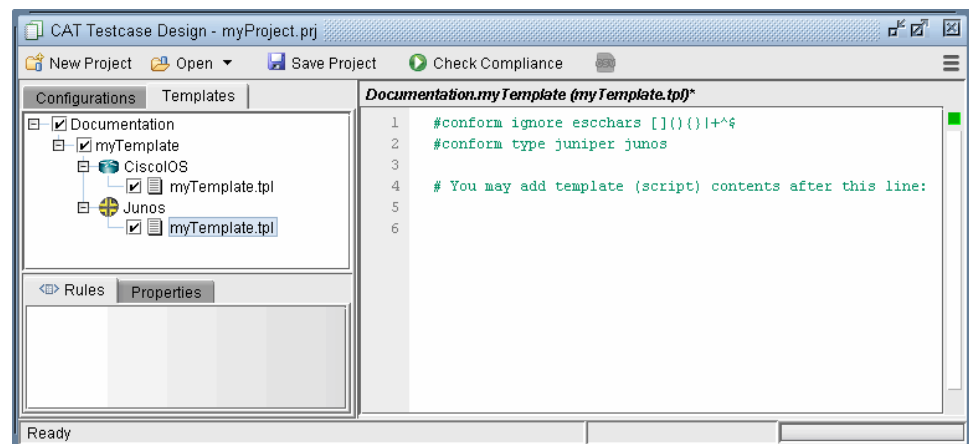 CAT Testcase Design - myProject.prj
New Project Open Save Project Check Compliance
Configurations Templates
Documentation
myTemplate
CiscoIOS
myTemplate.tpl
Junos
myTemplate.tpl
Rules Properties
Documentation.myTemplate (myTemplate.tpl)*
1 #conform ignore escchars [](){}|+^$
2 #conform type juniper junos
3
4 # You may add template (script) contents after this line:
5
6
Ready